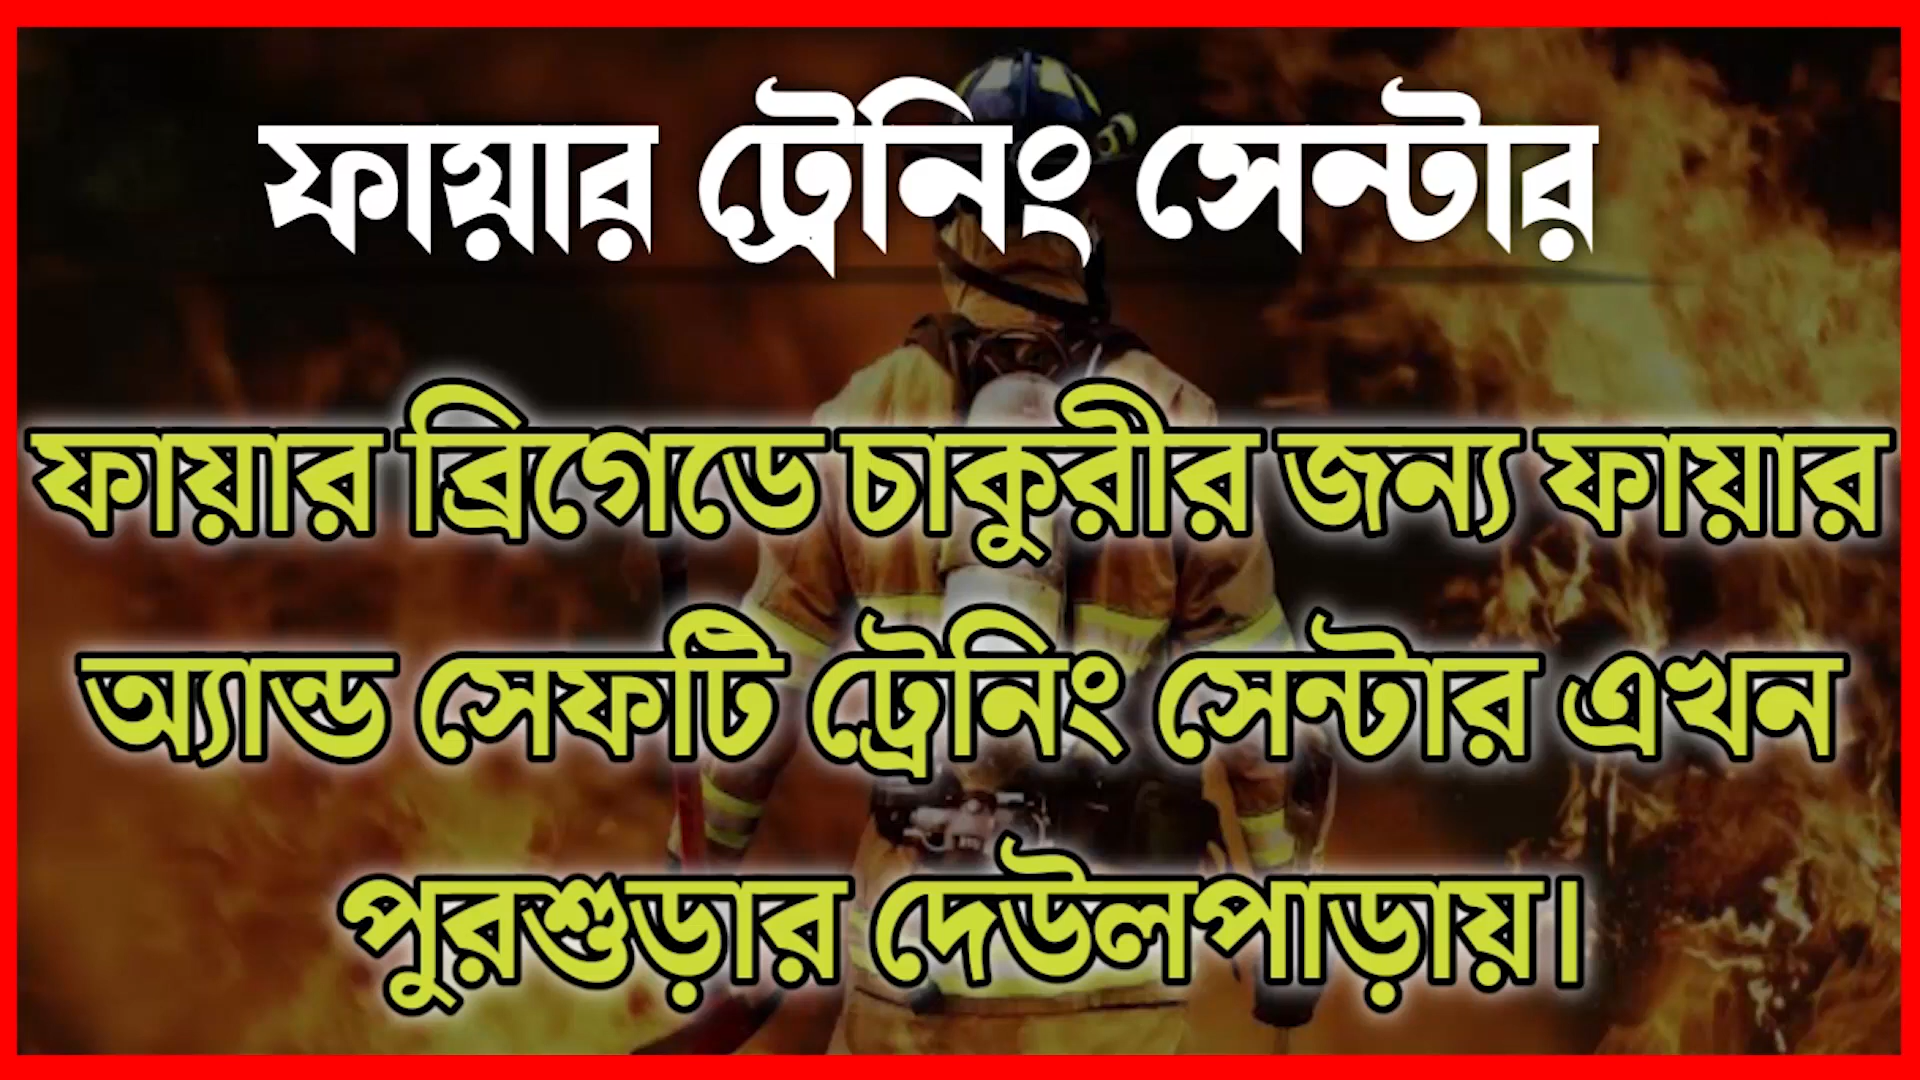 ফায়ার ট্রেনিং সেন্টার
ফায়ার ব্রিগেডে চাকুরীর জন্য ফায়ার
অ্যান্ড সেফটি ট্রেনিং সেন্টার এখন
পুরশুড়ার দেউলপাড়ায়।